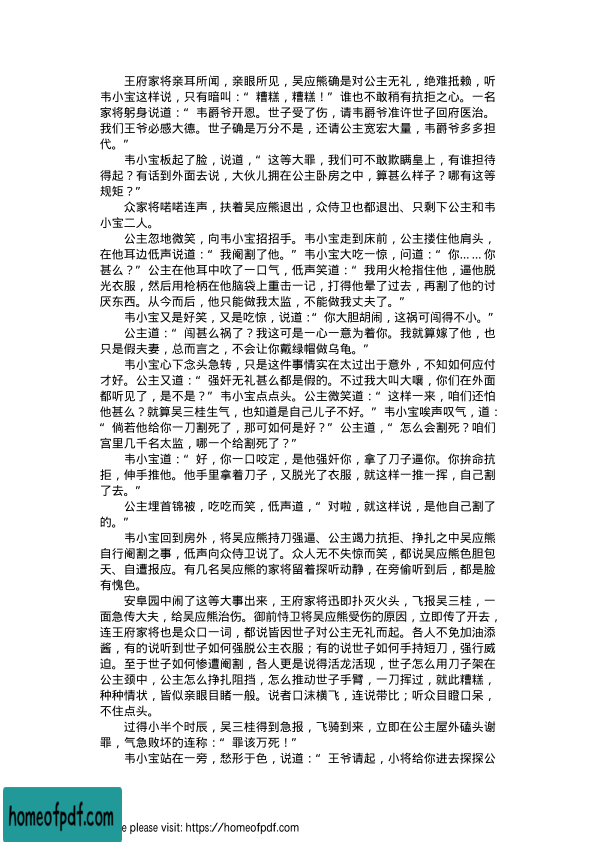 王府家将亲耳所闻，亲眼所见，吴应熊确是对公主无礼，绝难抵赖，听
韦小宝这样说，只有暗叫：“糟糕，糟糕！”谁也不敢稍有抗拒之心。一名
家将躬身说道：“韦爵爷开恩。世子受了伤，请韦爵爷准许世子回府医治。
我们王爷必感大德。世子确是万分不是，还请公主宽宏大量，韦爵爷多多担
代。”
韦小宝板起了脸，说道，“这等大罪，我们可不敢欺瞒皇上，有谁担待
得起？有话到外面去说，大伙儿拥在公主卧房之中，算甚么样子？哪有这等
规矩？”
众家将喏喏连声，扶着吴应熊退出，众侍卫也都退出、只剩下公主和韦
小宝二人。
公主忽地微笑，向韦小宝招招手。韦小宝走到床前，公主搂住他肩头，
在他耳边低声说道：“我阉割了他。”韦小宝大吃一惊，问道：“你……你
甚么？”公主在他耳中吹了一口气，低声笑道：“我用火枪指住他，逼他脱
光衣服，然后用枪柄在他脑袋上重击一记，打得他晕了过去，再割了他的讨
厌东西。从今而后，他只能做我太监，不能做我丈夫了。”
韦小宝又是好笑，又是吃惊，说道：“你大胆胡闹，这祸可闯得不小。”
公主道：“闯甚么祸了？我这可是一心一意为着你。我就算嫁了他，也
只是假夫妻，总而言之，不会让你戴绿帽做乌龟。”
韦小宝心下念头急转，只是这件事情实在太过出于意外，不知如何应付
才好。公主又道：“强奸无礼甚么都是假的。不过我大叫大嚷，你们在外面
都听见了，是不是？”韦小宝点点头。公主微笑道：“这样一来，咱们还怕
他甚么？就算吴三桂生气，也知道是自己儿子不好。”韦小宝唉声叹气，道：
“倘若他给你一刀割死了，那可如何是好？”公主道，“怎么会割死？咱们
宫里几千名太监，哪一个给割死了？”
韦小宝道：“好，你一口咬定，是他强奸你，拿了刀子逼你。你拚命抗
拒，伸手推他。他手里拿着刀子，又脱光了衣服，就这样一推一挥，自己割
了去。”
公主埋首锦被，吃吃而笑，低声道，“对啦，就这样说，是他自己割了
的。”
韦小宝回到房外，将吴应熊持刀强逼、公主竭力抗拒、挣扎之中吴应熊
自行阉割之事，低声向众侍卫说了。众人无不失惊而笑，都说吴应熊色胆包
天、自遭报应。有几名吴应熊的家将留着探听动静，在旁偷听到后，都是脸
有愧色。
安阜园中闹了这等大事出来，王府家将迅即扑灭火头，飞报吴三桂，一
面急传大夫，给吴应熊治伤。御前恃卫将吴应熊受伤的原因，立即传了开去，
连王府家将也是众口一词，都说皆因世子对公主无礼而起。各人不免加油添
酱，有的说听到世子如何强脱公主衣服；有的说世子如何手持短刀，强行威
迫。至于世子如何惨遭阉割，各人更是说得活龙活现，世子怎么用刀子架在
公主颈中，公主怎么挣扎阻挡，怎么推动世子手臂，一刀挥过，就此糟糕，
种种情状，皆似亲眼目睹一般。说者口沫横飞，连说带比；听众目瞪口呆，
不住点头。
过得小半个时辰，吴三桂得到急报，飞骑到来，立即在公主屋外磕头谢
罪，气急败坏的连称：“罪该万死！”
韦小宝站在一旁，愁形于色，说道：“王爷请起，小将给你进去探探公
homeofpdf.com
e please visit: https://homeofpdf.com